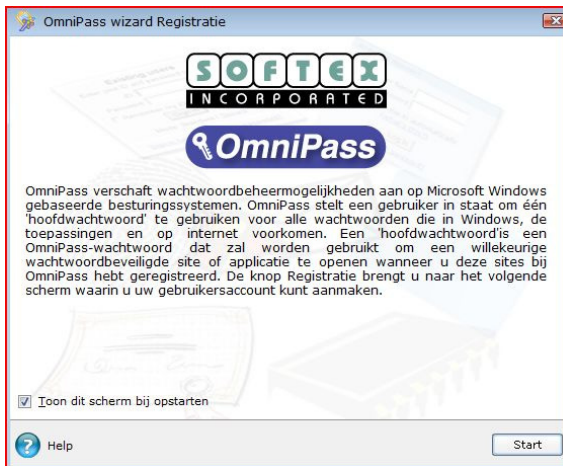 OmniPass wizard Registratie
SOFTEX
INCORPORATED
OmniPass
OmniPass verschaft wachtwoordbeheermogelijkheden aan op Microsoft Windows
gebaseerde besturingssystemen. OmniPass stelt een gebruiker in staat om één
'hoofdwachtwoord' te gebruiken voor alle wachtwoorden die in Windows, de
toepassingen en op internet voorkomen. Een 'hoofdwachtwoord'is een
OmniPass-wachtwoord dat zal worden gebruikt om een willekeurige
wachtwoordbeveiligde site of applicatie te openen wanneer u deze sites bij
OmniPass hebt geregistreerd. De knop Registratie brengt u naar het volgende
scherm waarin u uw gebruikersaccount kunt aanmaken.
Toon dit scherm bij opstarten
Help
Start